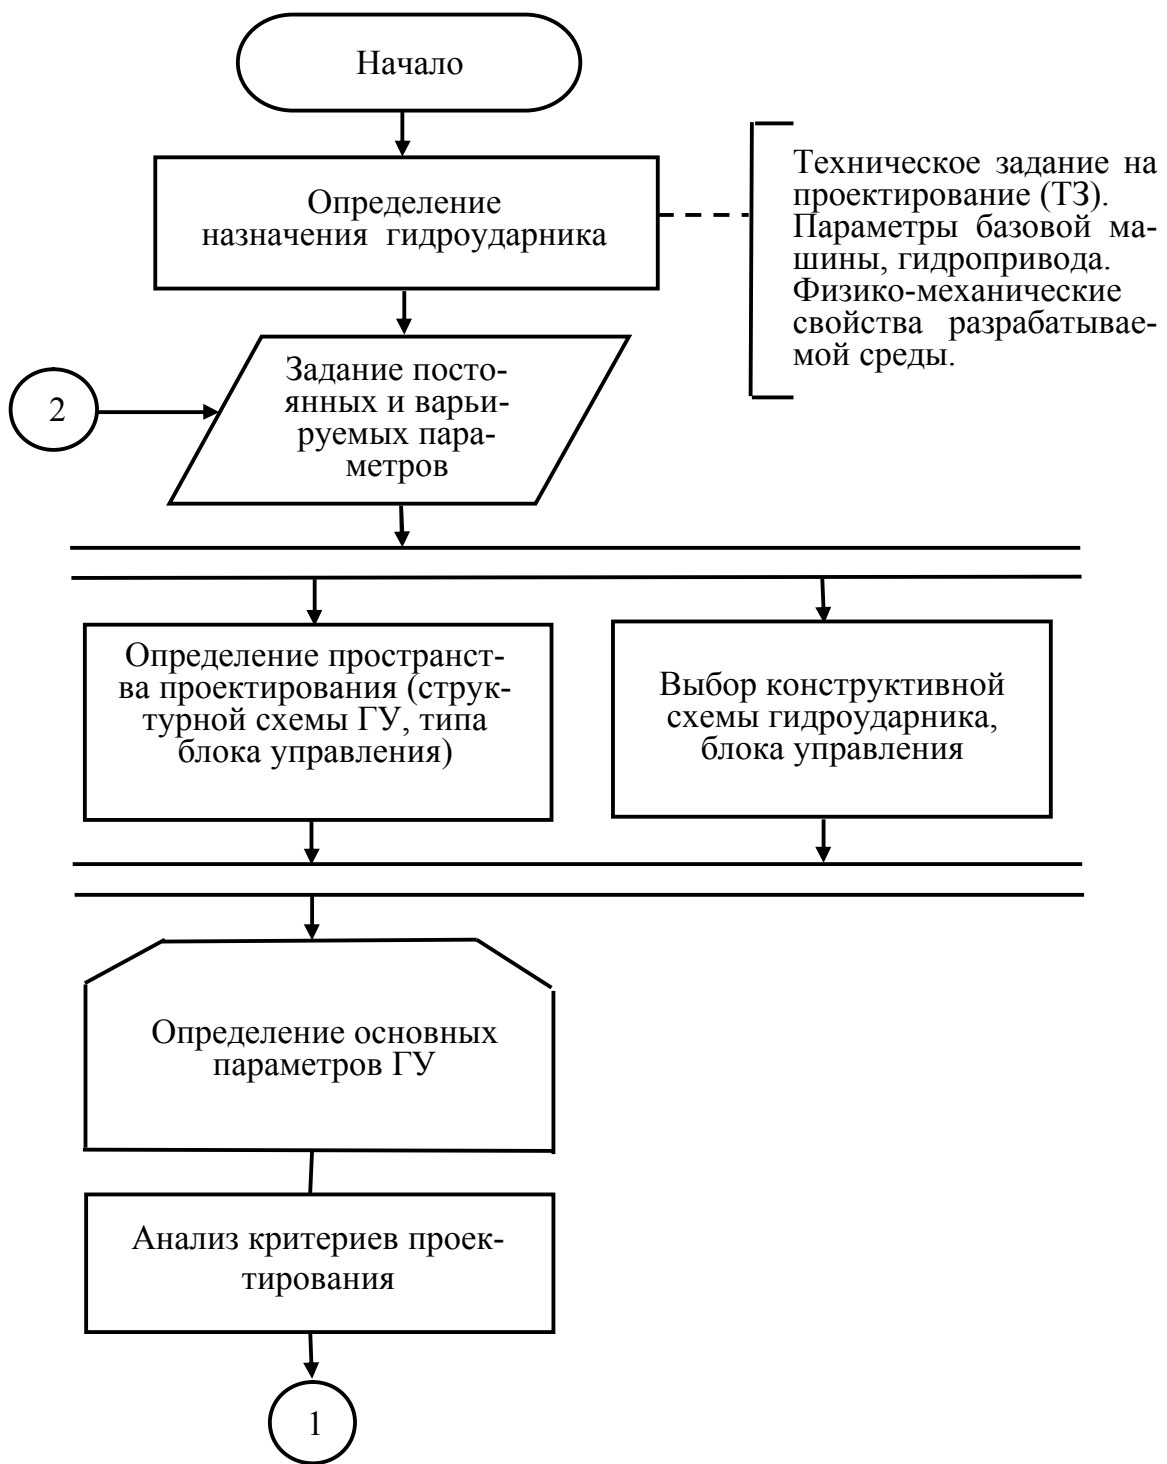 Начало
Определение
назначения гидроударника
Техническое задание на
проектирование (ТЗ).
Параметры базовой ма-
шины, гидропривода.
Физико-механические
свойства разрабатывае-
мой среды.
Задание посто-
янных и варьи-
руемых пара-
метров
2
Определение пространст-
ва проектирования (струк-
турной схемы ГУ, типа
блока управления)
Выбор конструктивной
схемы гидроударника,
блока управления
Определение основных
параметров ГУ
Анализ критериев проек-
тирования
1